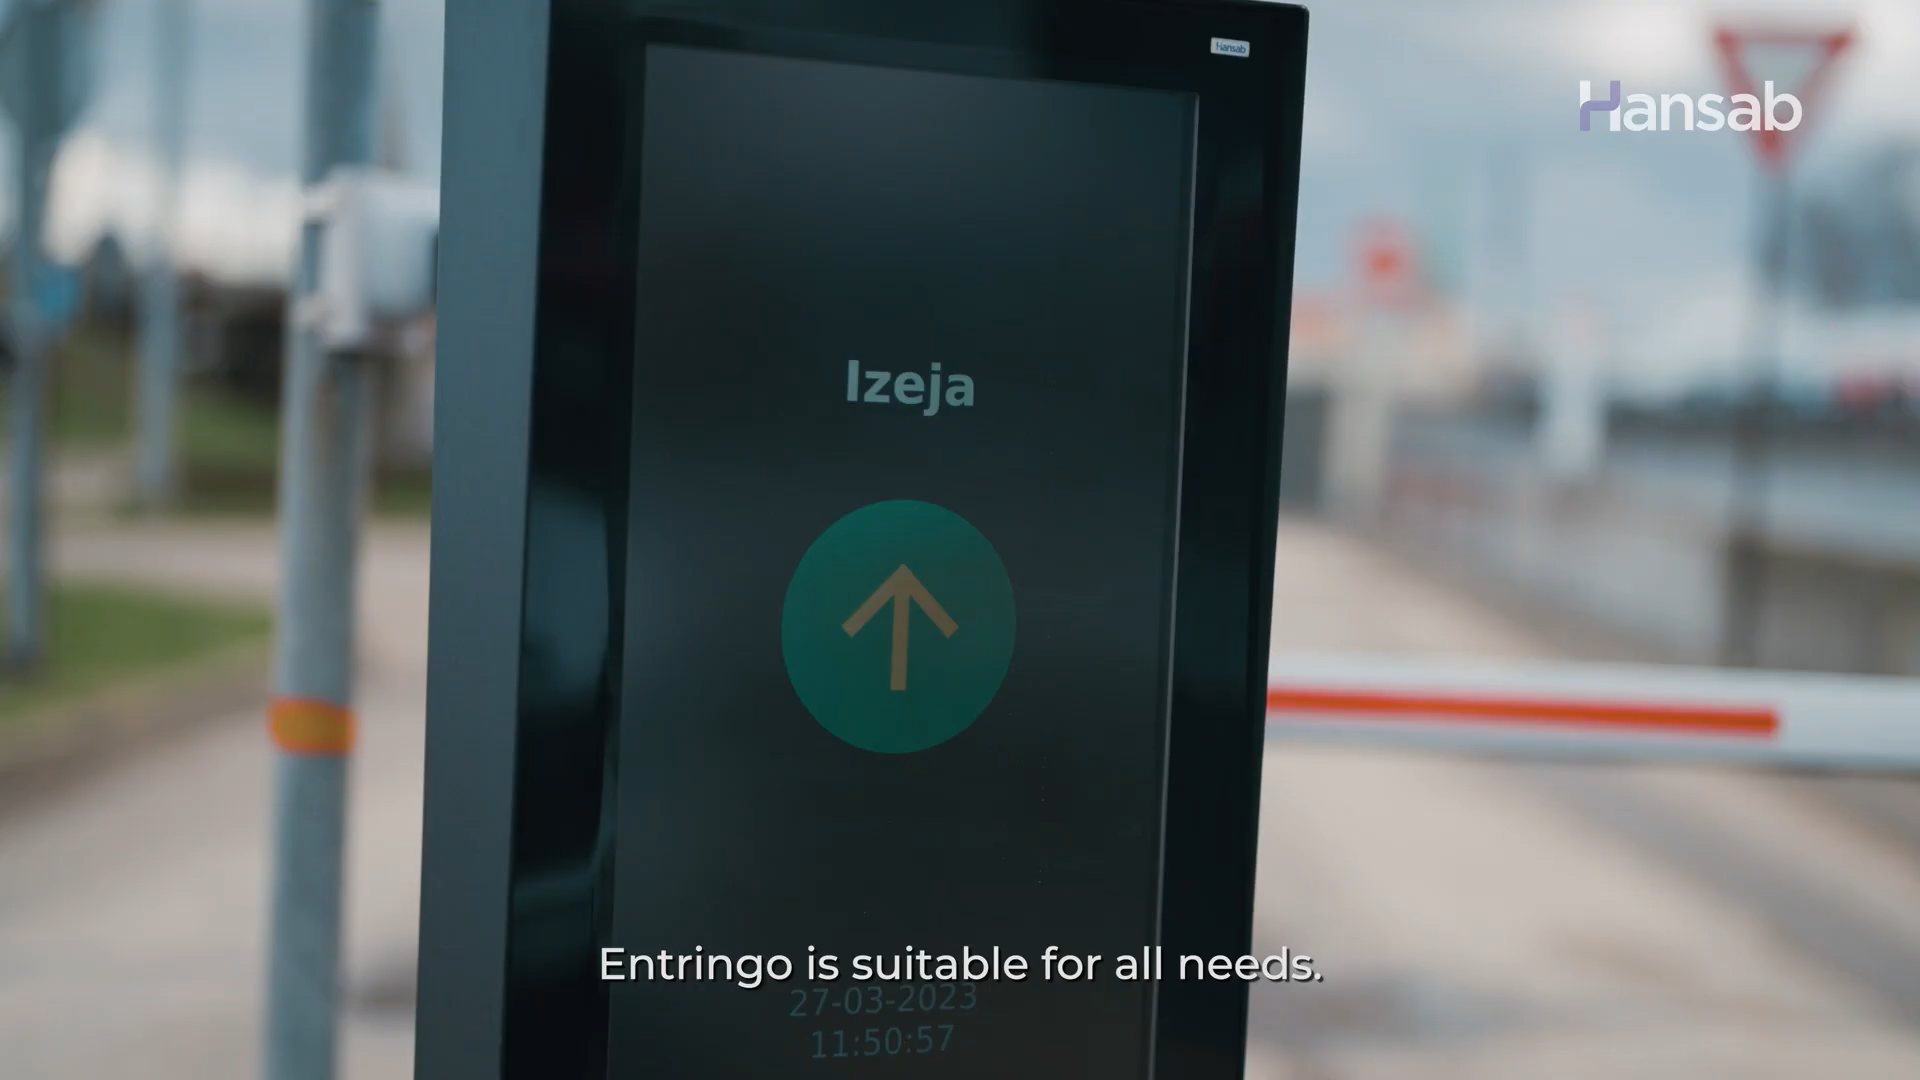 Hansab
Hansab
Izeja
Entringo is suitable for all needs.
27-03-2023
11:50:57